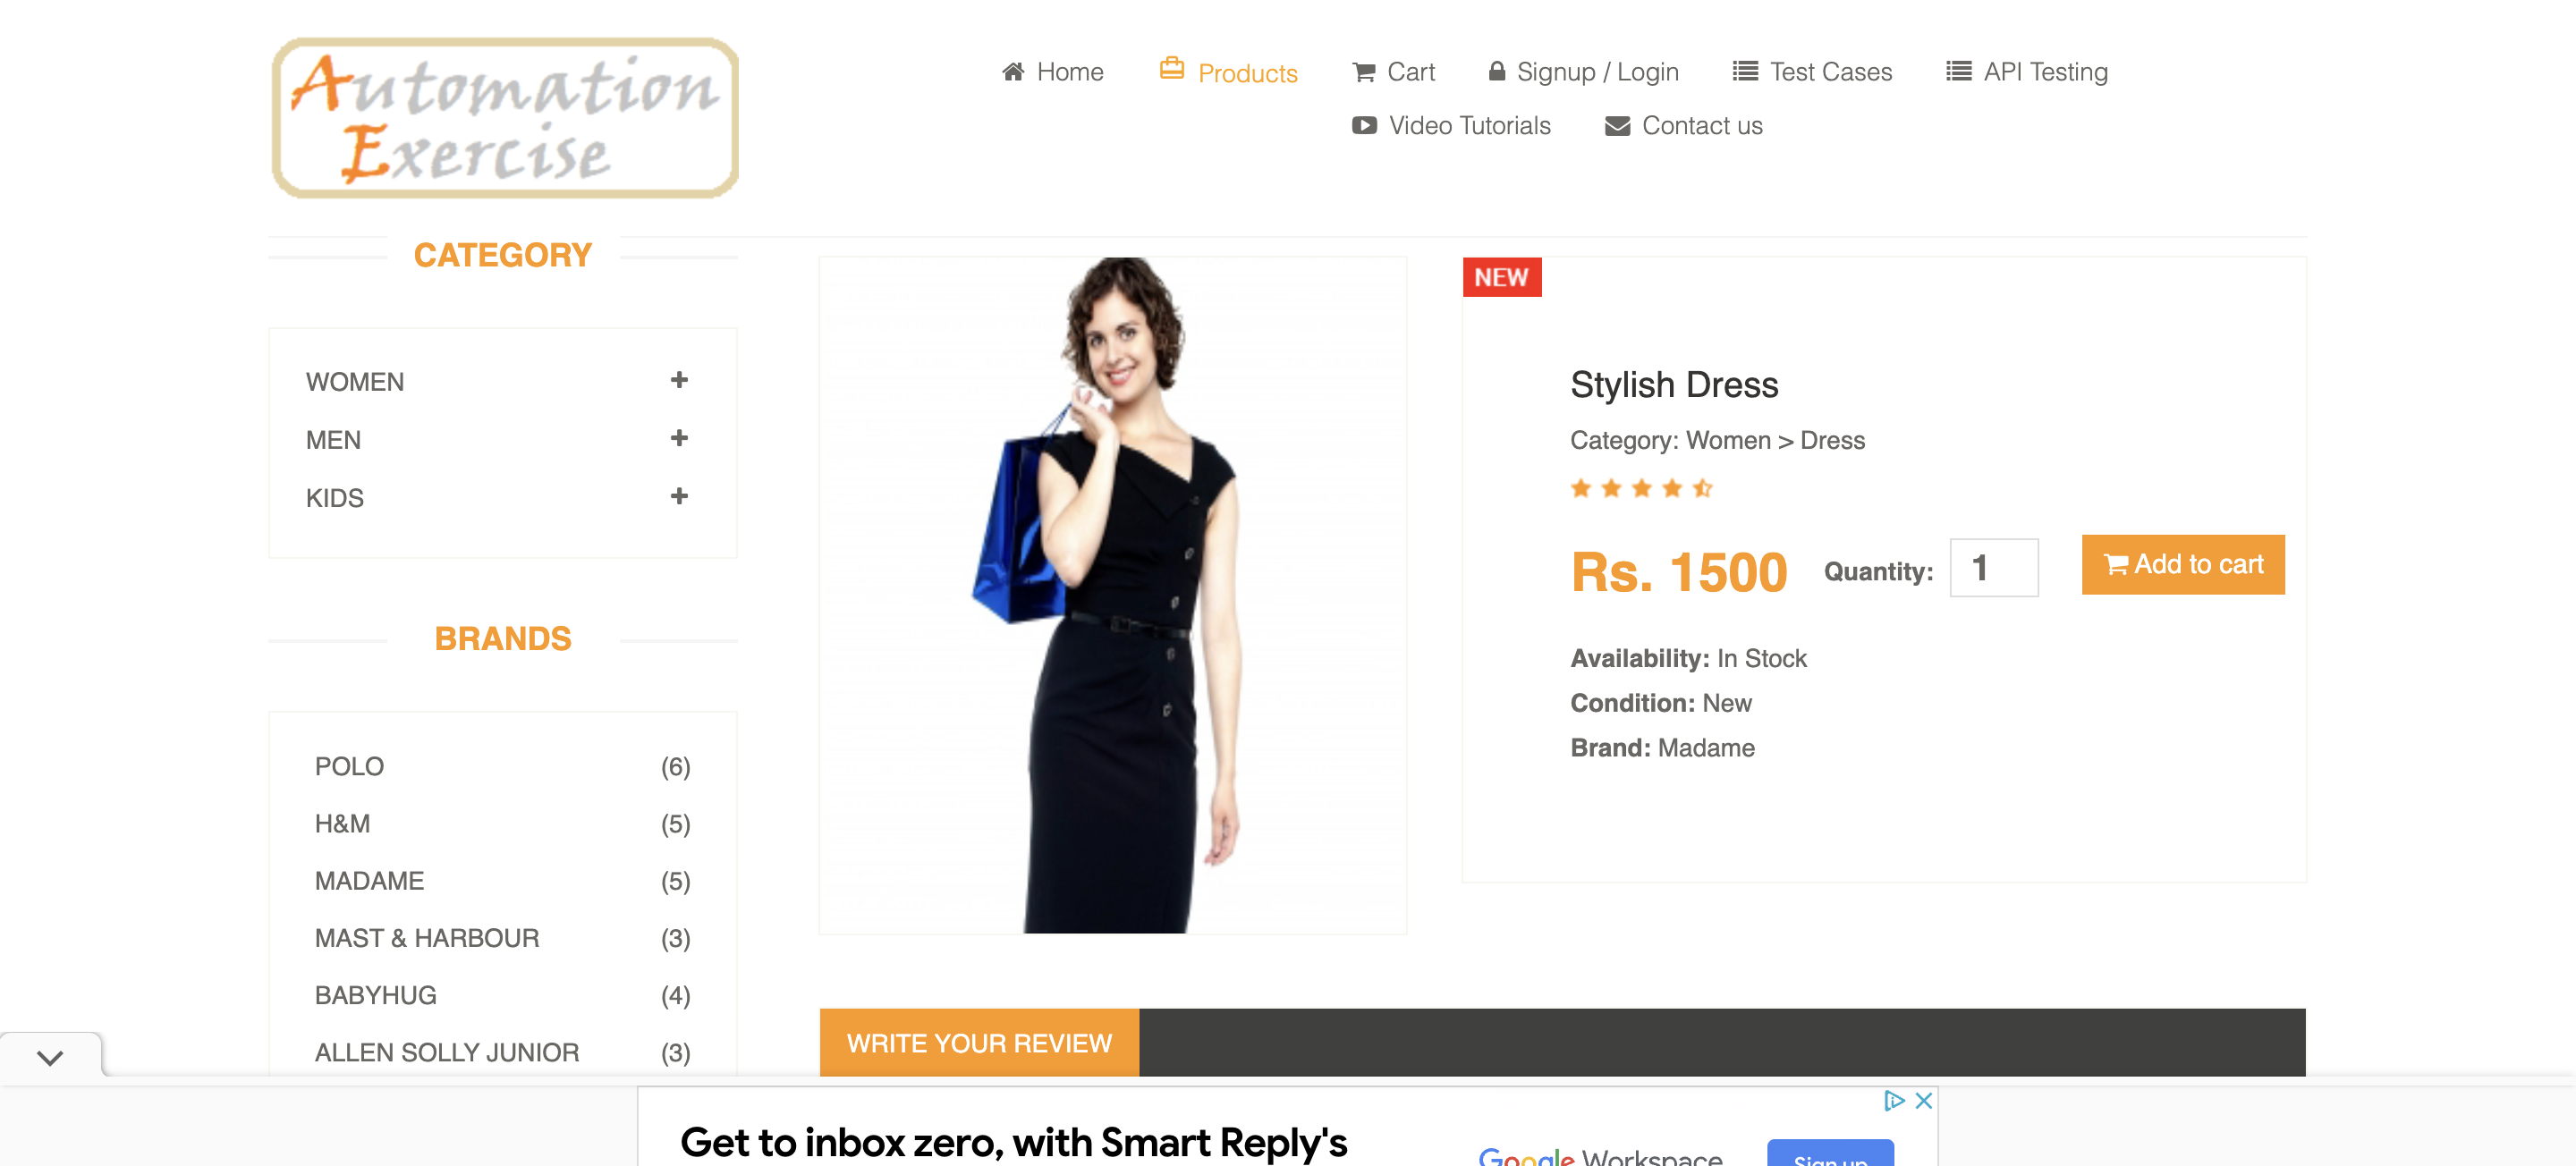 Automation
Exercise
Home
Products
Cart
Signup / Login
Test Cases
API Testing
Video Tutorials
Contact us
CATEGORY
WOMEN
MEN
KIDS
BRANDS
POLO (6)
H&M (5)
MADAME (5)
MAST & HARBOUR (3)
BABYHUG (4)
ALLEN SOLLY JUNIOR (3)
NEW
Stylish Dress
Category: Women > Dress
Rs. 1500 Quantity: 1 Add to cart
Availability: In Stock
Condition: New
Brand: Madame
WRITE YOUR REVIEW
Get to inbox zero, with Smart Reply's
Google Workspace
Sign up